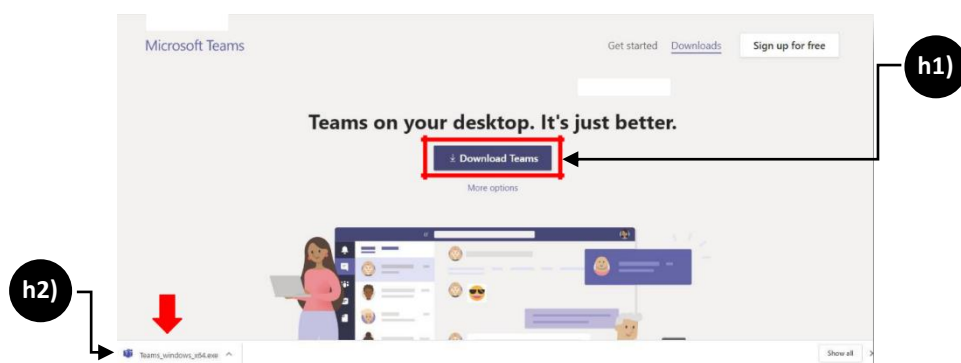 Microsoft Teams
Get started Downloads Sign up for free
h1)
Teams on your desktop. It's just better.
Download Teams
More options
h2)
Teams_windows_x64.exe
Show all